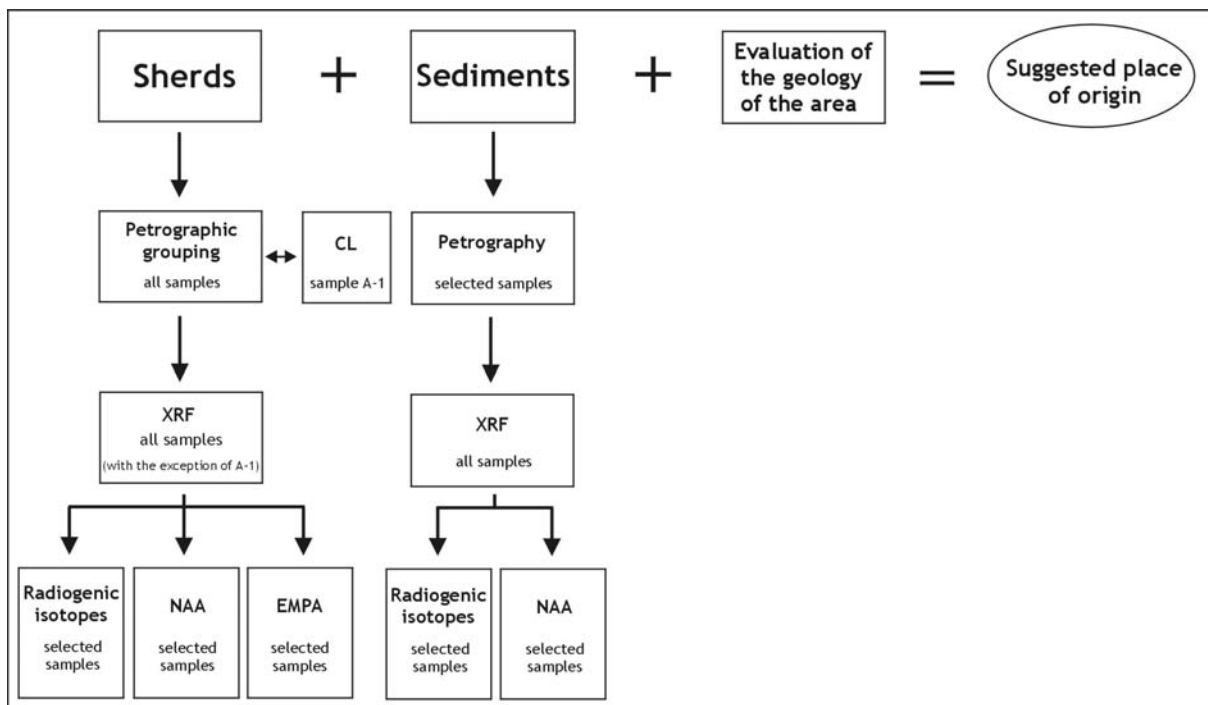 Sherds + Sediments + Evaluation of
the geology
of the area = Suggested place
of origin
Petrographic
grouping
all samples
CL
sample A-1
Petrography
selected samples
XRF
all samples
(with the exception of A-1)
XRF
all samples
Radiogenic
isotopes
selected
samples
NAA
selected
samples
EMPA
selected
samples
Radiogenic
isotopes
selected
samples
NAA
selected
samples